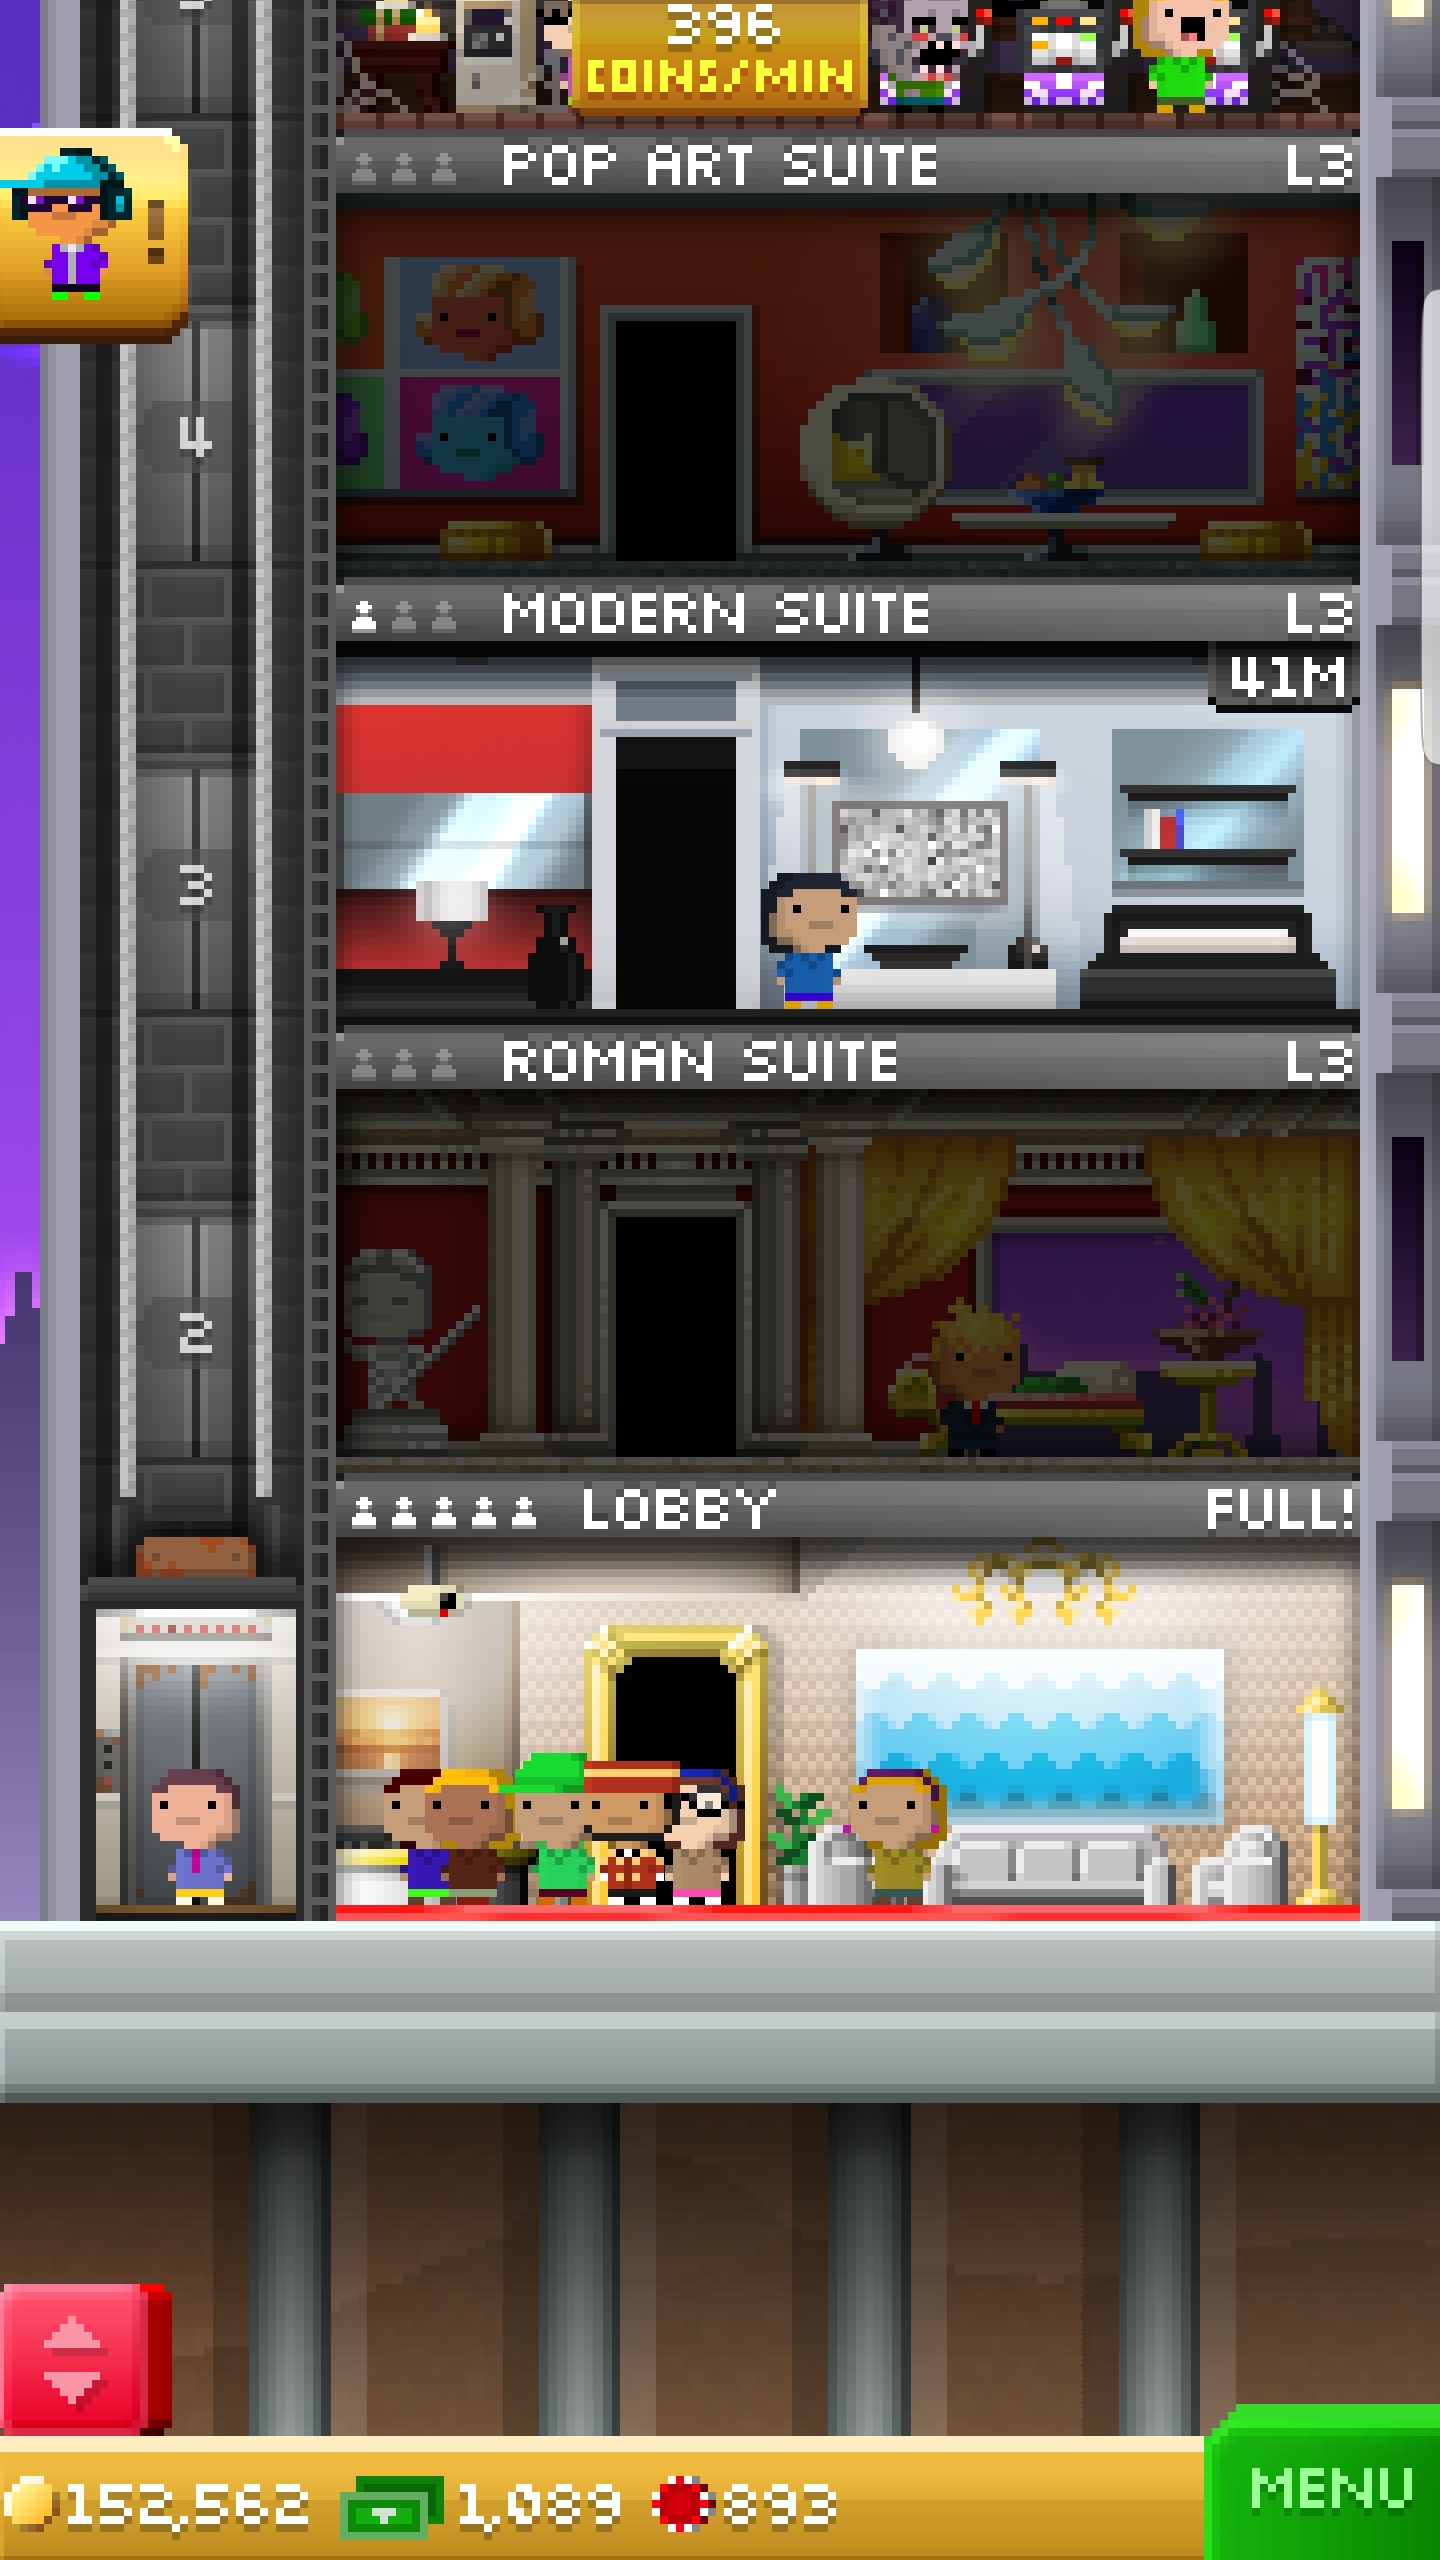 396
COINS/MIN
POP ART SUITE L3
!
4
MODERN SUITE L3
41M
3
ROMAN SUITE L3
2
LOBBY FULL!
152,562 1,089 893
MENU